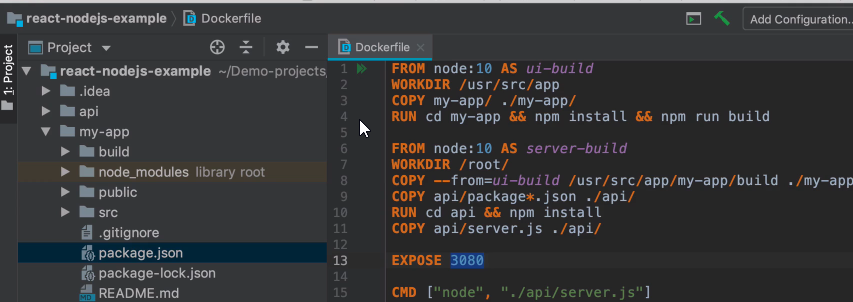 react-nodejs-example Dockerfile Add Configuration..
1: Project
Project
react-nodejs-example ~/Demo-projects/
.idea
api
my-app
build
node_modules library root
public
src
.gitignore
package.json
package-lock.json
README.md
Dockerfile
1 FROM node:10 AS ui-build
2 WORKDIR /usr/src/app
3 COPY my-app/ ./my-app/
4 RUN cd my-app && npm install && npm run build
5
6 FROM node:10 AS server-build
7 WORKDIR /root/
8 COPY --from=ui-build /usr/src/app/my-app/build ./my-app
9 COPY api/package*.json ./api/
10 RUN cd api && npm install
11 COPY api/server.js ./api/
12
13 EXPOSE 3080
14
15 CMD ["node", "./api/server.js"]